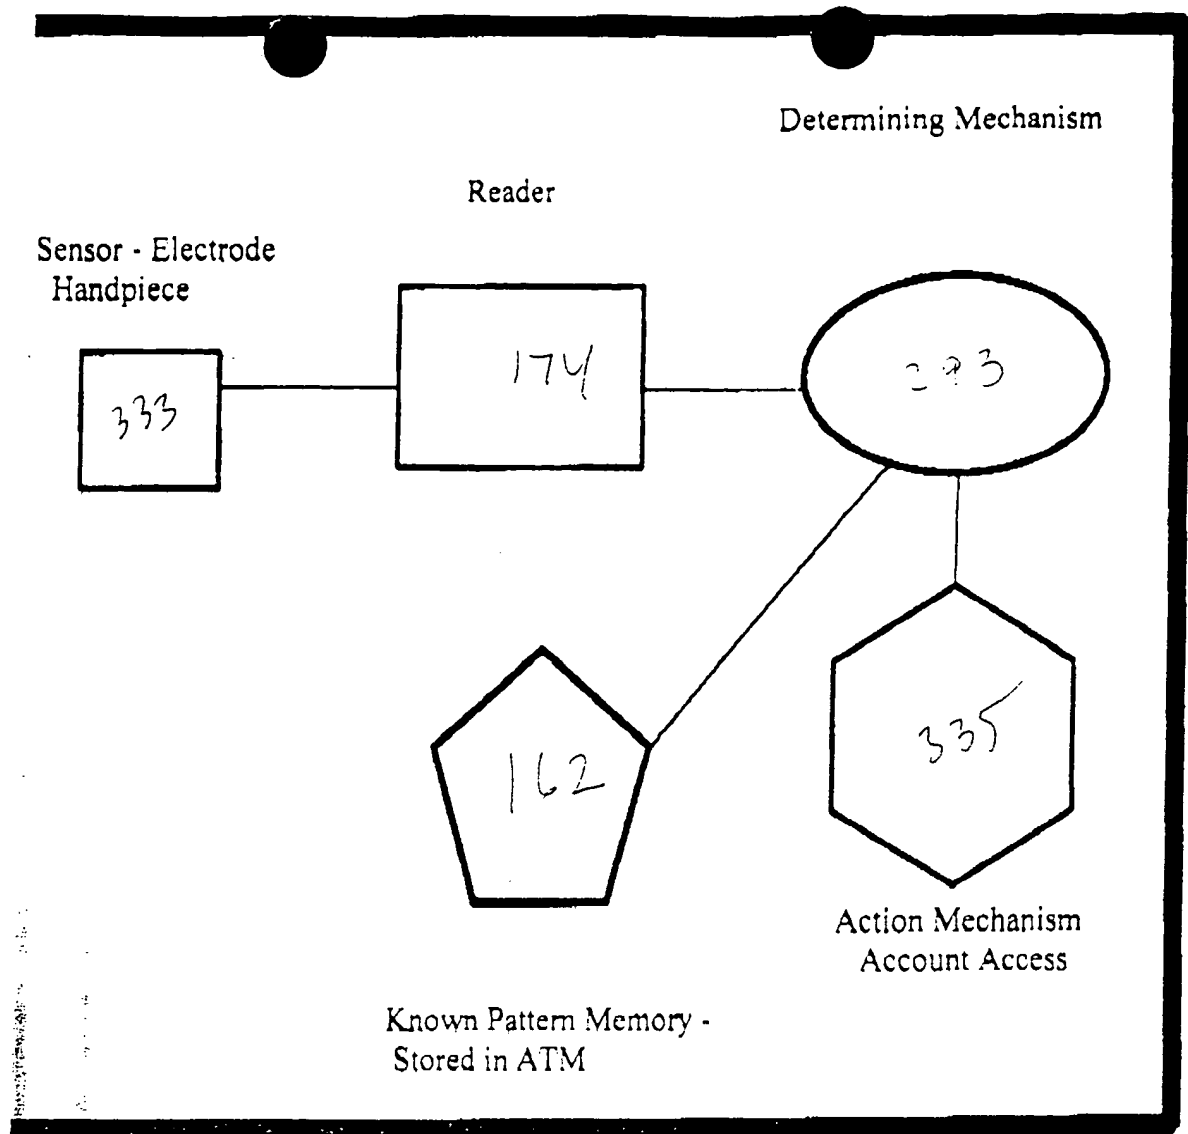 Determining Mechanism
Reader
Sensor - Electrode
Handpiece
333
174
335
162
Action Mechanism
Account Access
Known Pattern Memory -
Stored in ATM